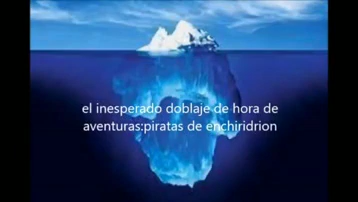 el inesperado doblaje de hora de
aventuras:piratas de enchiridrion